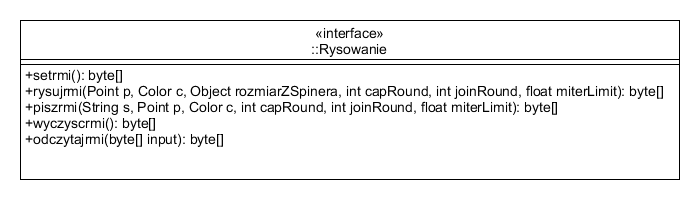 «interface»
::Rysowanie
+setrmi(): byte[]
+rysujrmi(Point p, Color c, Object rozmiarZSpinera, int capRound, int joinRound, float miterLimit): byte[]
+piszrmi(String s, Point p, Color c, int capRound, int joinRound, float miterLimit): byte[]
+wyczyscrmi(): byte[]
+odczytajrmi(byte[] input): byte[]